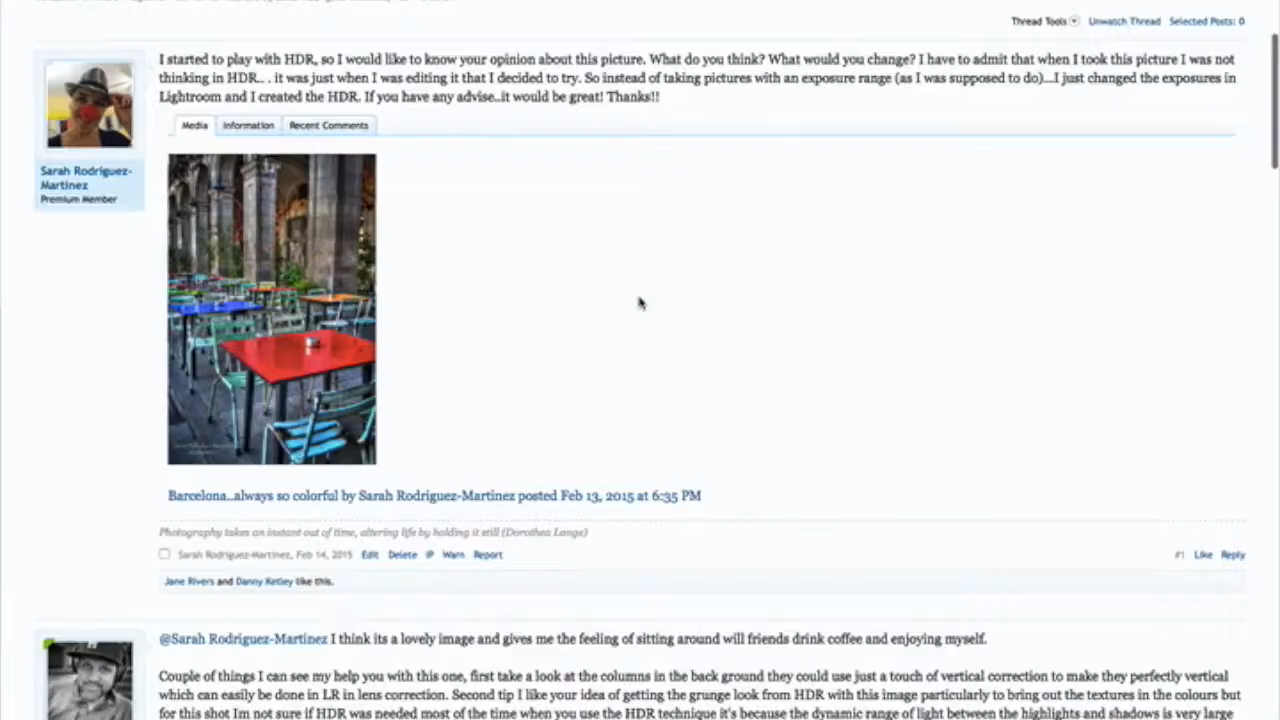 Thread Tools Unwatch Thread Selected Posts: 0
I started to play with HDR, so I would like to know your opinion about this picture. What do you think? What would you change? I have to admit that when I took this picture I was not
thinking in HDR.. . it was just when I was editing it that I decided to try. So instead of taking pictures with an exposure range (as I was supposed to do)...I just changed the exposures in
Lightroom and I created the HDR. If you have any advise..it would be great! Thanks!!
Media Information Recent Comments
Sarah Rodriguez-
Martinez
Premium Member
Barcelona..always so colorful by Sarah Rodriguez-Martinez posted Feb 13, 2015 at 6:35 PM
Photography takes an instant out of time, altering life by holding it still (Dorothea Lange)
Sarah Rodriguez-Martinez, Feb 14, 2015 Edit Delete IP Warn Report #1 Like Reply
Jane Rivers and Danny Ketley like this.
@Sarah Rodriguez-Martinez I think its a lovely image and gives me the feeling of sitting around will friends drink coffee and enjoying myself.
Couple of things I can see my help you with this one, first take a look at the columns in the back ground they could use just a touch of vertical correction to make they perfectly vertical
which can easily be done in LR in lens correction. Second tip I like your idea of getting the grunge look from HDR with this image particularly to bring out the textures in the colours but
for this shot Im not sure if HDR was needed most of the time when you use the HDR technique it's because the dynamic range of light between the highlights and shadows is very large